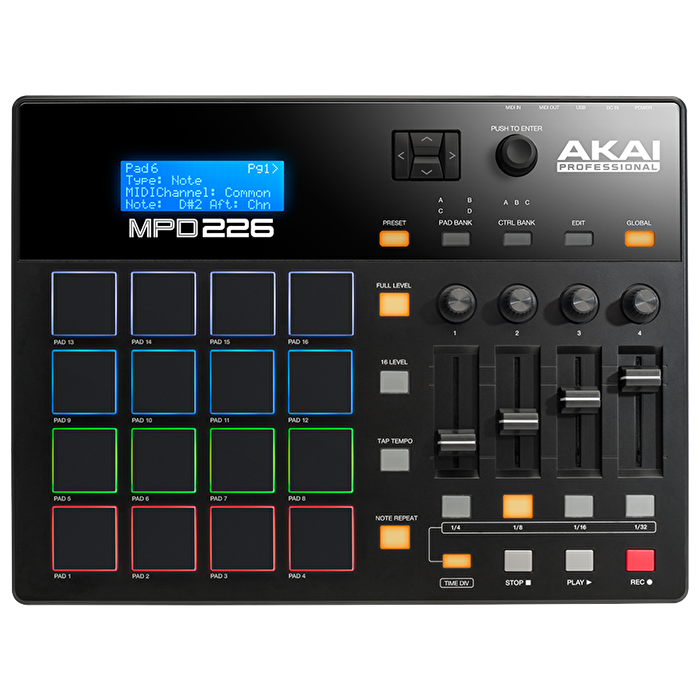 MIDI IN MIDI OUT USB DC IN POWER
PUSH TO ENTER
AKAI
PROFESSIONAL
Pad6 Pg1>
Type: Note
MIDIChannel: Common
Note: D#2 Aft: Chn
MPD226
A B
C D
A B C
PRESET PAD BANK CTRL BANK EDIT GLOBAL
FULL LEVEL
PAD 13 PAD 14 PAD 15 PAD 16
1 2 3 4
16 LEVEL
PAD 9 PAD 10 PAD 11 PAD 12
TAP TEMPO
PAD 5 PAD 6 PAD 7 PAD 8
NOTE REPEAT
1/4 1/8 1/16 1/32
PAD 1 PAD 2 PAD 3 PAD 4
TIME DIV STOP ■ PLAY ► REC ●